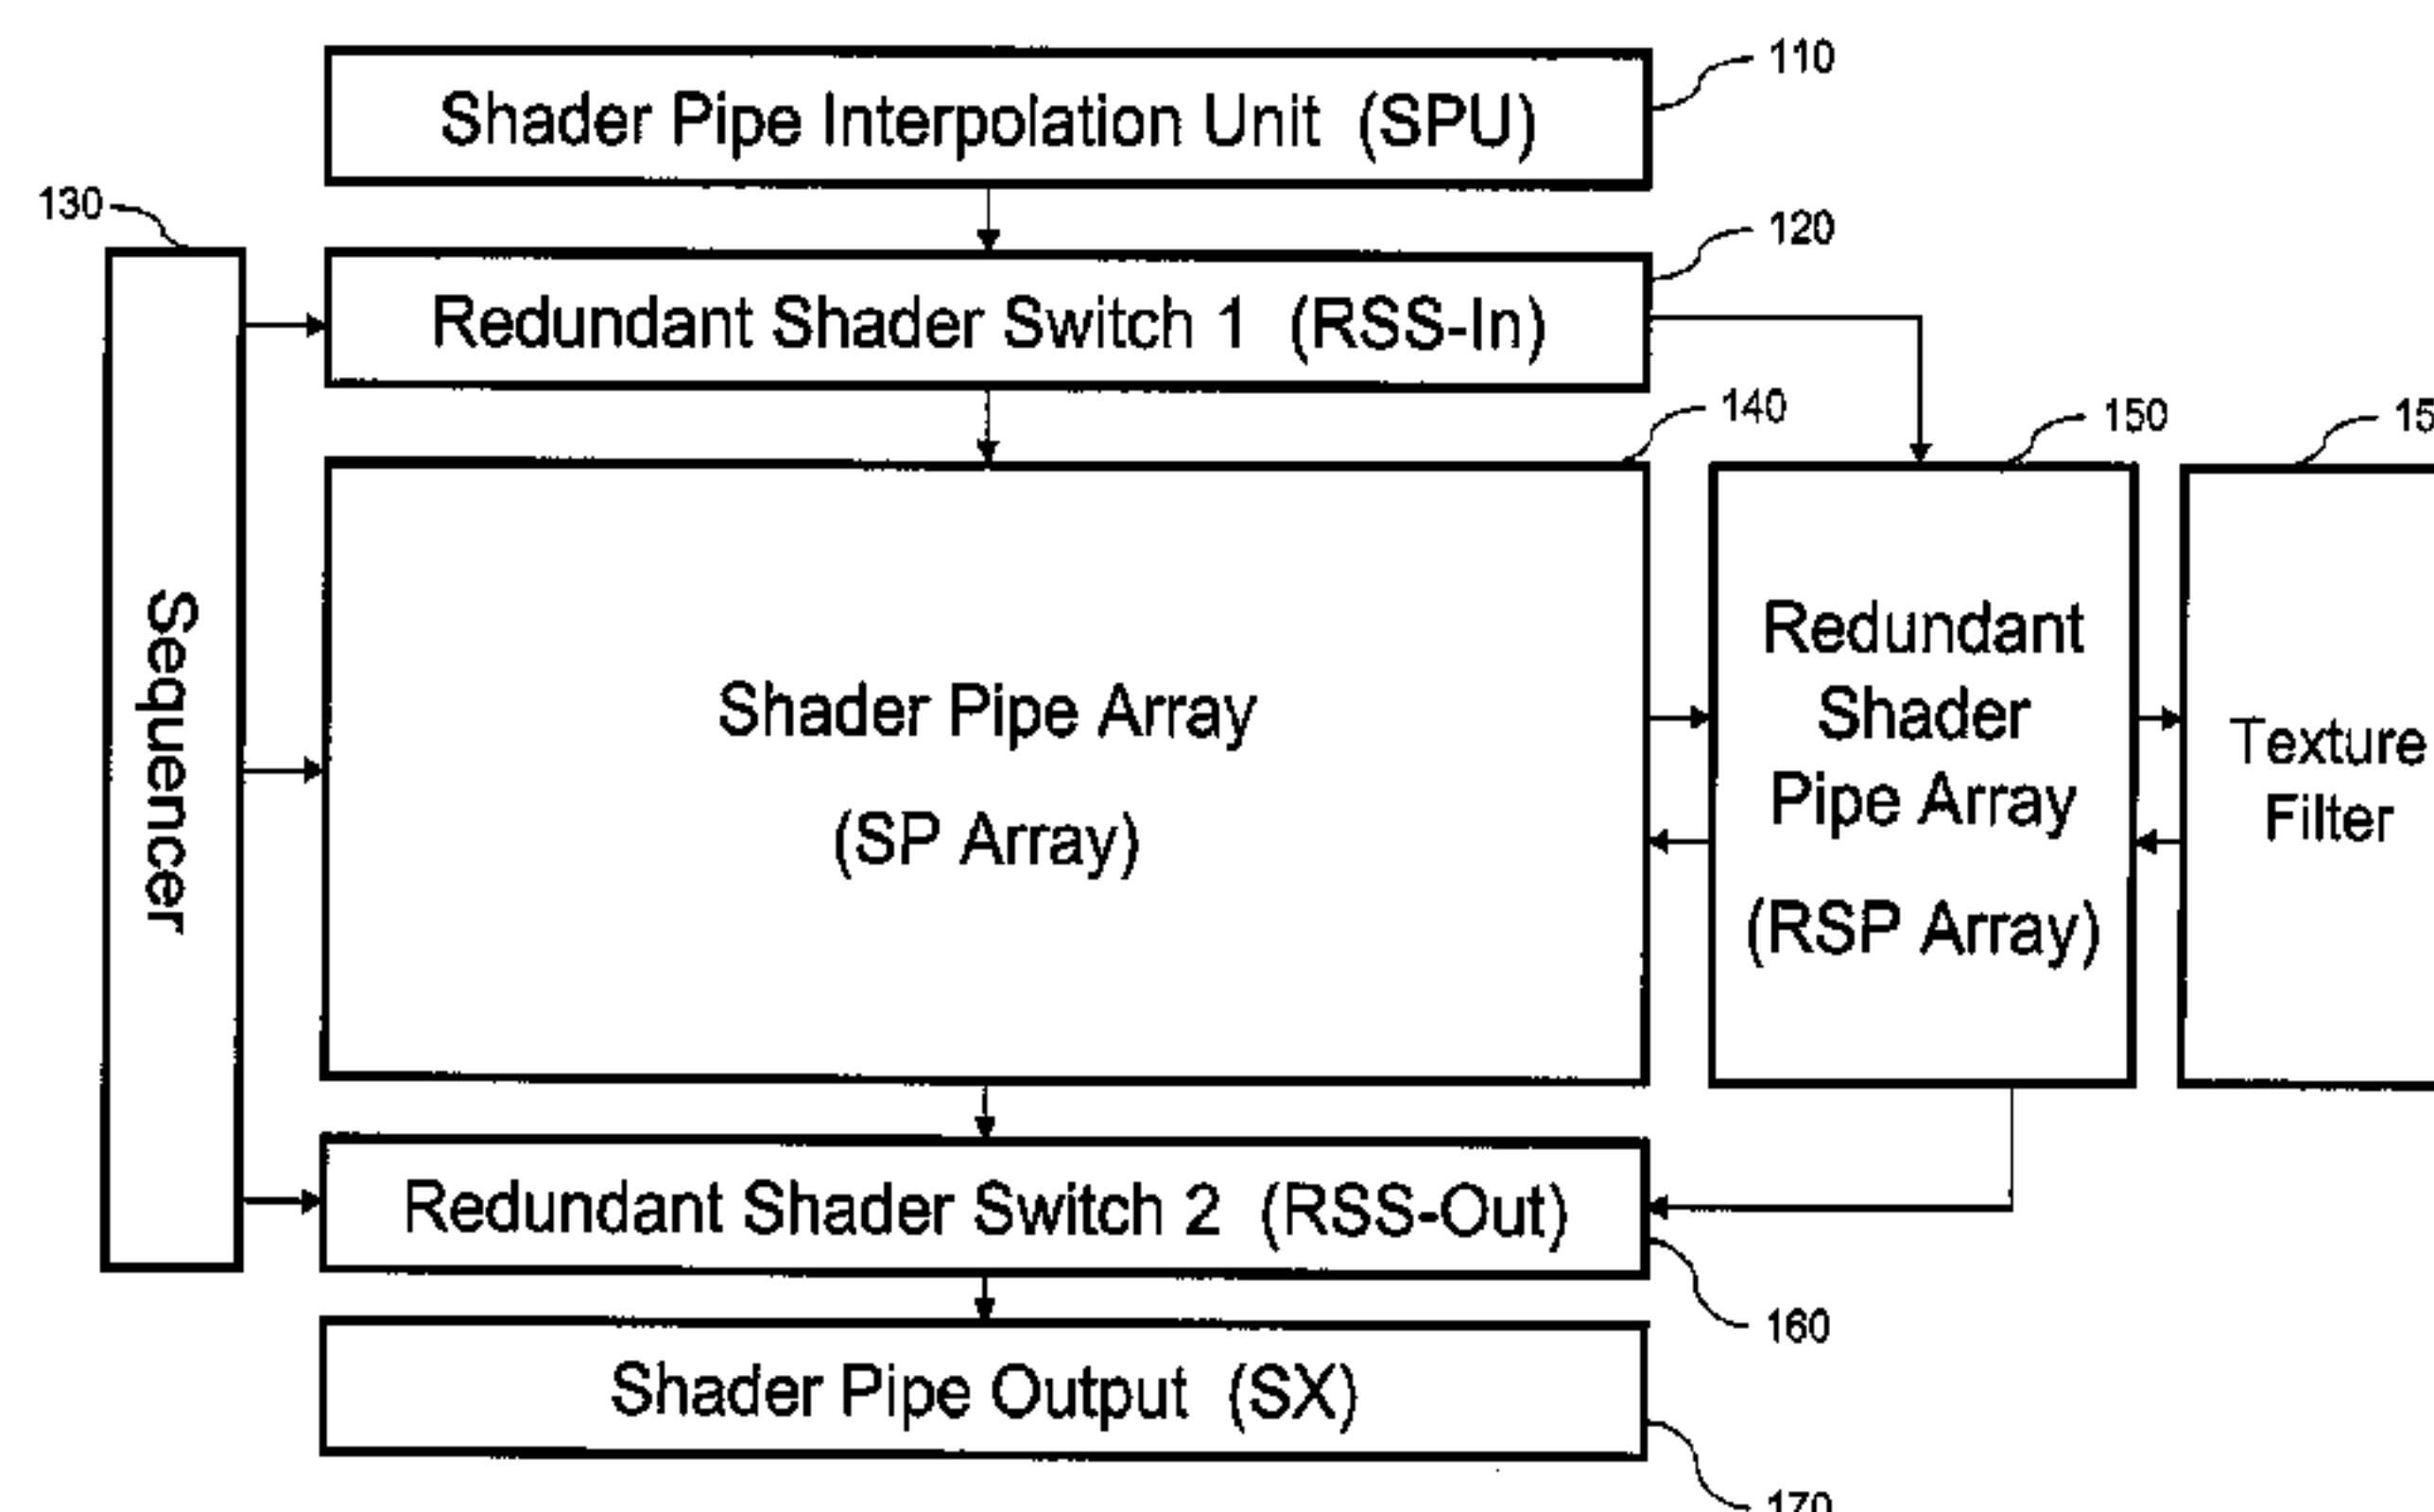 110
Shader Pipe Interpolation Unit (SPU)
130
120
Redundant Shader Switch 1 (RSS-In)
140
150
Sequencer
Shader Pipe Array
(SP Array)
Redundant
Shader
Pipe Array
(RSP Array)
Texture
Filter
Redundant Shader Switch 2 (RSS-Out)
160
Shader Pipe Output (SX)
170